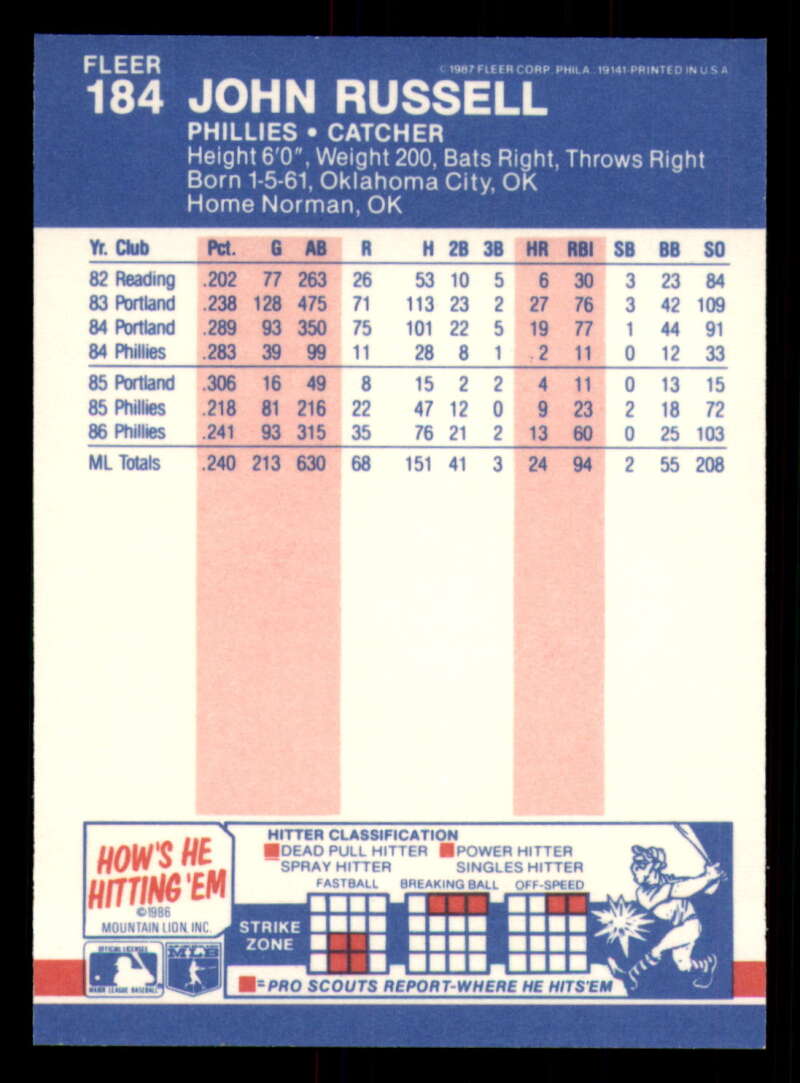 FLEER
© 1987 FLEER CORP. PHILA. 19141-PRINTED IN U.S.A
184 JOHN RUSSELL
PHILLIES • CATCHER
Height 6'0", Weight 200, Bats Right, Throws Right
Born 1-5-61, Oklahoma City, OK
Home Norman, OK
Yr. Club Pct. G AB R H 2B 3B HR RBI SB BB SO
82 Reading .202 77 263 26 53 10 5 6 30 3 23 84
83 Portland .238 128 475 71 113 23 2 27 76 3 42 109
84 Portland .289 93 350 75 101 22 5 19 77 1 44 91
84 Phillies .283 39 99 11 28 8 1 2 11 0 12 33
85 Portland .306 16 49 8 15 2 2 4 11 0 13 15
85 Phillies .218 81 216 22 47 12 0 9 23 2 18 72
86 Phillies .241 93 315 35 76 21 2 13 60 0 25 103
ML Totals .240 213 630 68 151 41 3 24 94 2 55 208
HOW'S HE
HITTING 'EM
©1986
MOUNTAIN LION, INC.
HITTER CLASSIFICATION
DEAD PULL HITTER POWER HITTER
SPRAY HITTER SINGLES HITTER
FASTBALL BREAKING BALL OFF-SPEED
STRIKE
ZONE
=PRO SCOUTS REPORT-WHERE HE HITS'EM
OFFICIAL LICENSEE
MAJOR LEAGUE BASEBALL